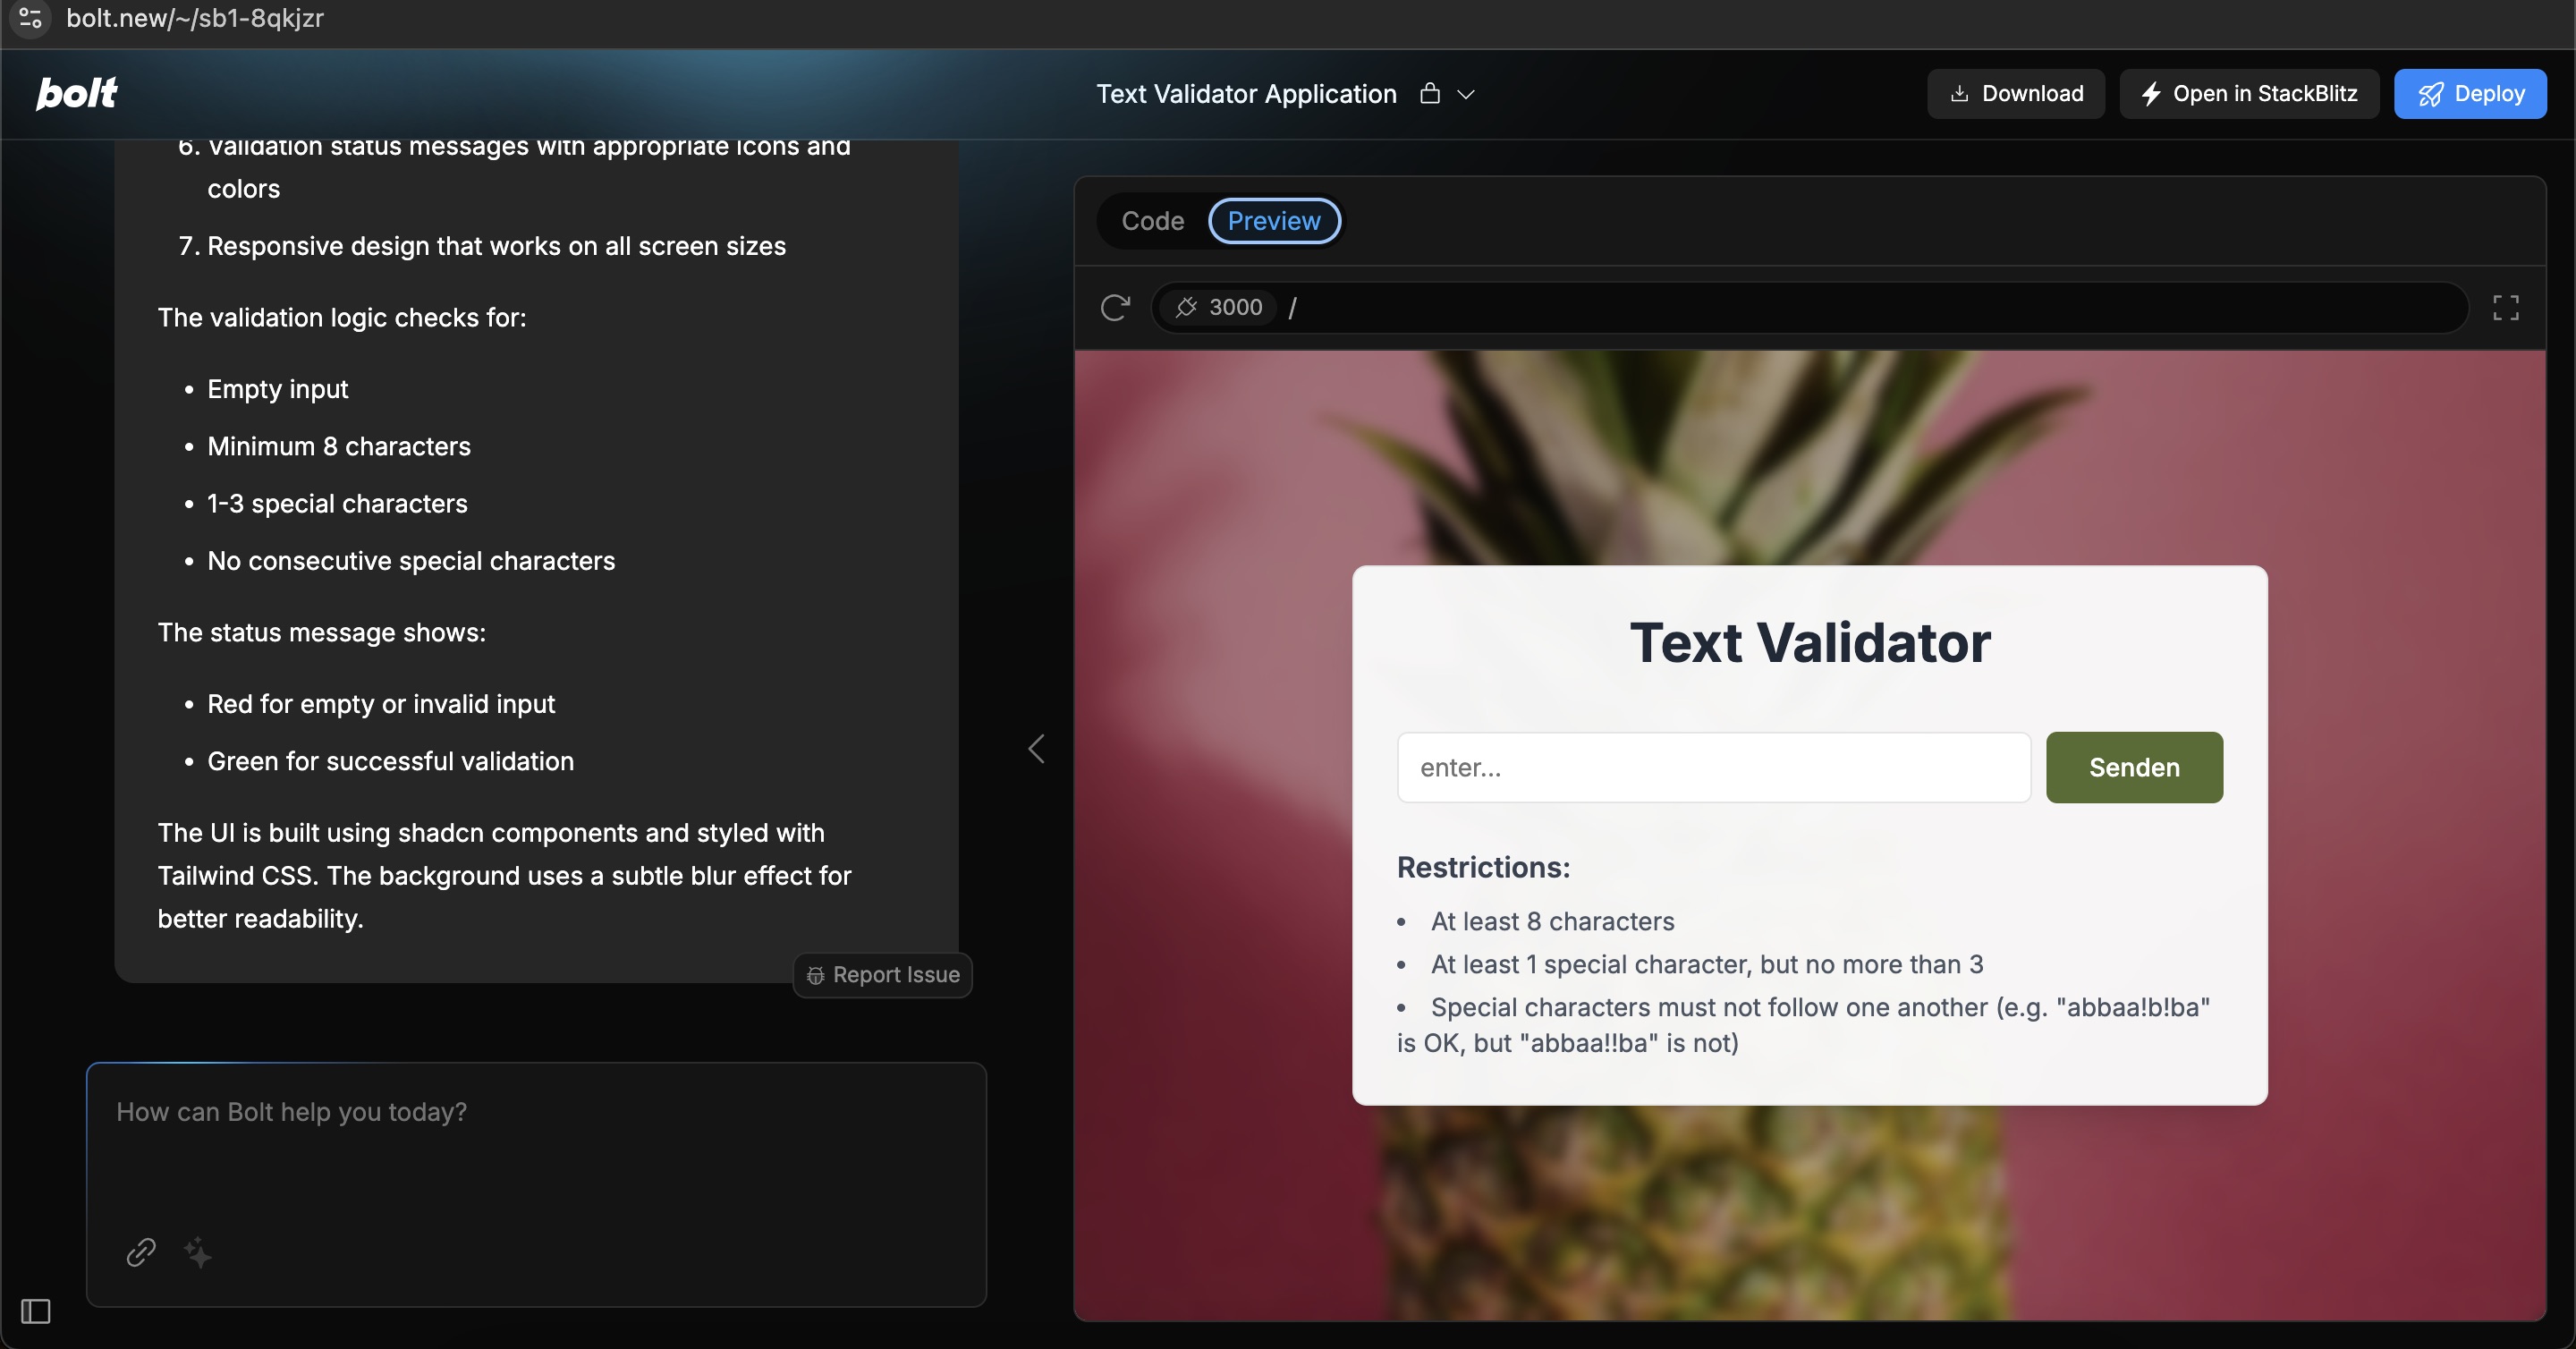 bolt.new/~/sb1-8qkjzr
bolt
Text Validator Application
Download
Open in StackBlitz
Deploy
6. Validation status messages with appropriate icons and
colors
7. Responsive design that works on all screen sizes
The validation logic checks for:
• Empty input
• Minimum 8 characters
• 1-3 special characters
• No consecutive special characters
The status message shows:
• Red for empty or invalid input
• Green for successful validation
The UI is built using shadcn components and styled with
Tailwind CSS. The background uses a subtle blur effect for
better readability.
Report Issue
How can Bolt help you today?
Code
Preview
3000 /
Text Validator
enter...
Senden
Restrictions:
• At least 8 characters
• At least 1 special character, but no more than 3
• Special characters must not follow one another (e.g. "abbaa!b!ba"
is OK, but "abbaa!!ba" is not)